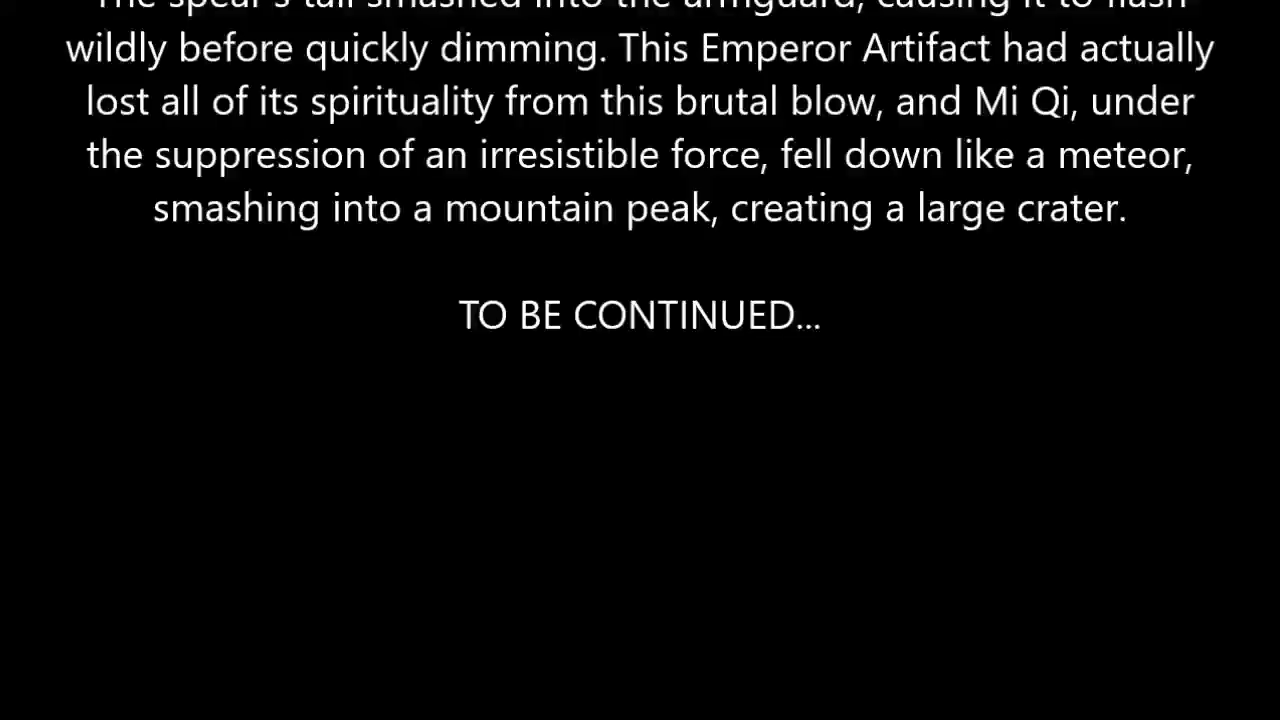 The spear's tail smashed into the armguard, causing it to flash
wildly before quickly dimming. This Emperor Artifact had actually
lost all of its spirituality from this brutal blow, and Mi Qi, under
the suppression of an irresistible force, fell down like a meteor,
smashing into a mountain peak, creating a large crater.
TO BE CONTINUED...